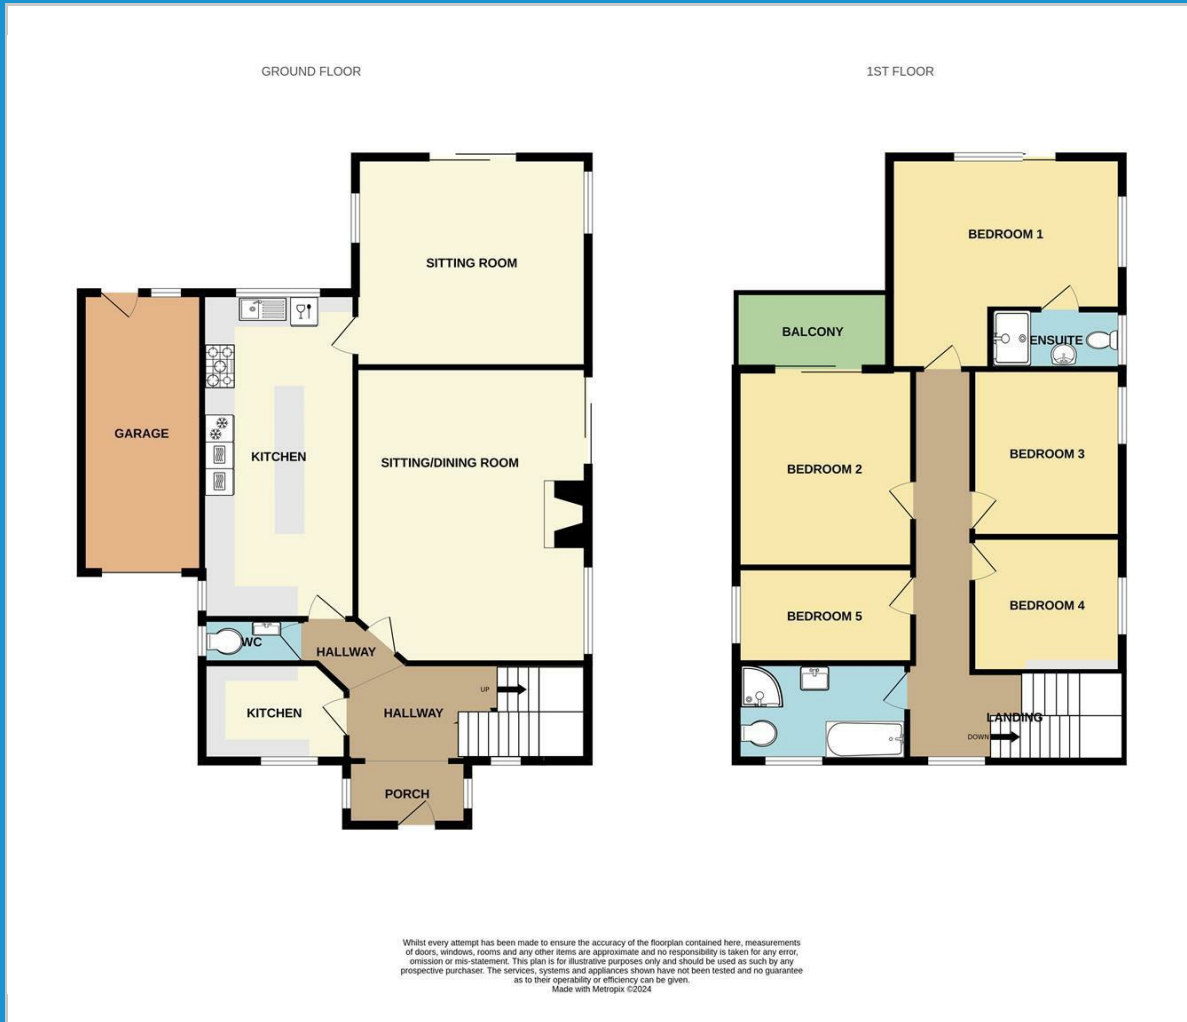 GROUND FLOOR
SITTING ROOM
GARAGE
KITCHEN
SITTING/DINING ROOM
WC
HALLWAY
KITCHEN
HALLWAY
UP
PORCH
1ST FLOOR
BEDROOM 1
BALCONY
ENSUITE
BEDROOM 2
BEDROOM 3
BEDROOM 5
BEDROOM 4
LANDING
DOWN
Whilst every attempt has been made to ensure the accuracy of the floorplan contained here, measurements
of doors, windows, rooms and any other items are approximate and no responsibility is taken for any error,
omission or mis-statement. This plan is for illustrative purposes only and should be used as such by any
prospective purchaser. The services, systems and appliances shown have not been tested and no guarantee
as to their operability or efficiency can be given.
Made with Metropix ©2024